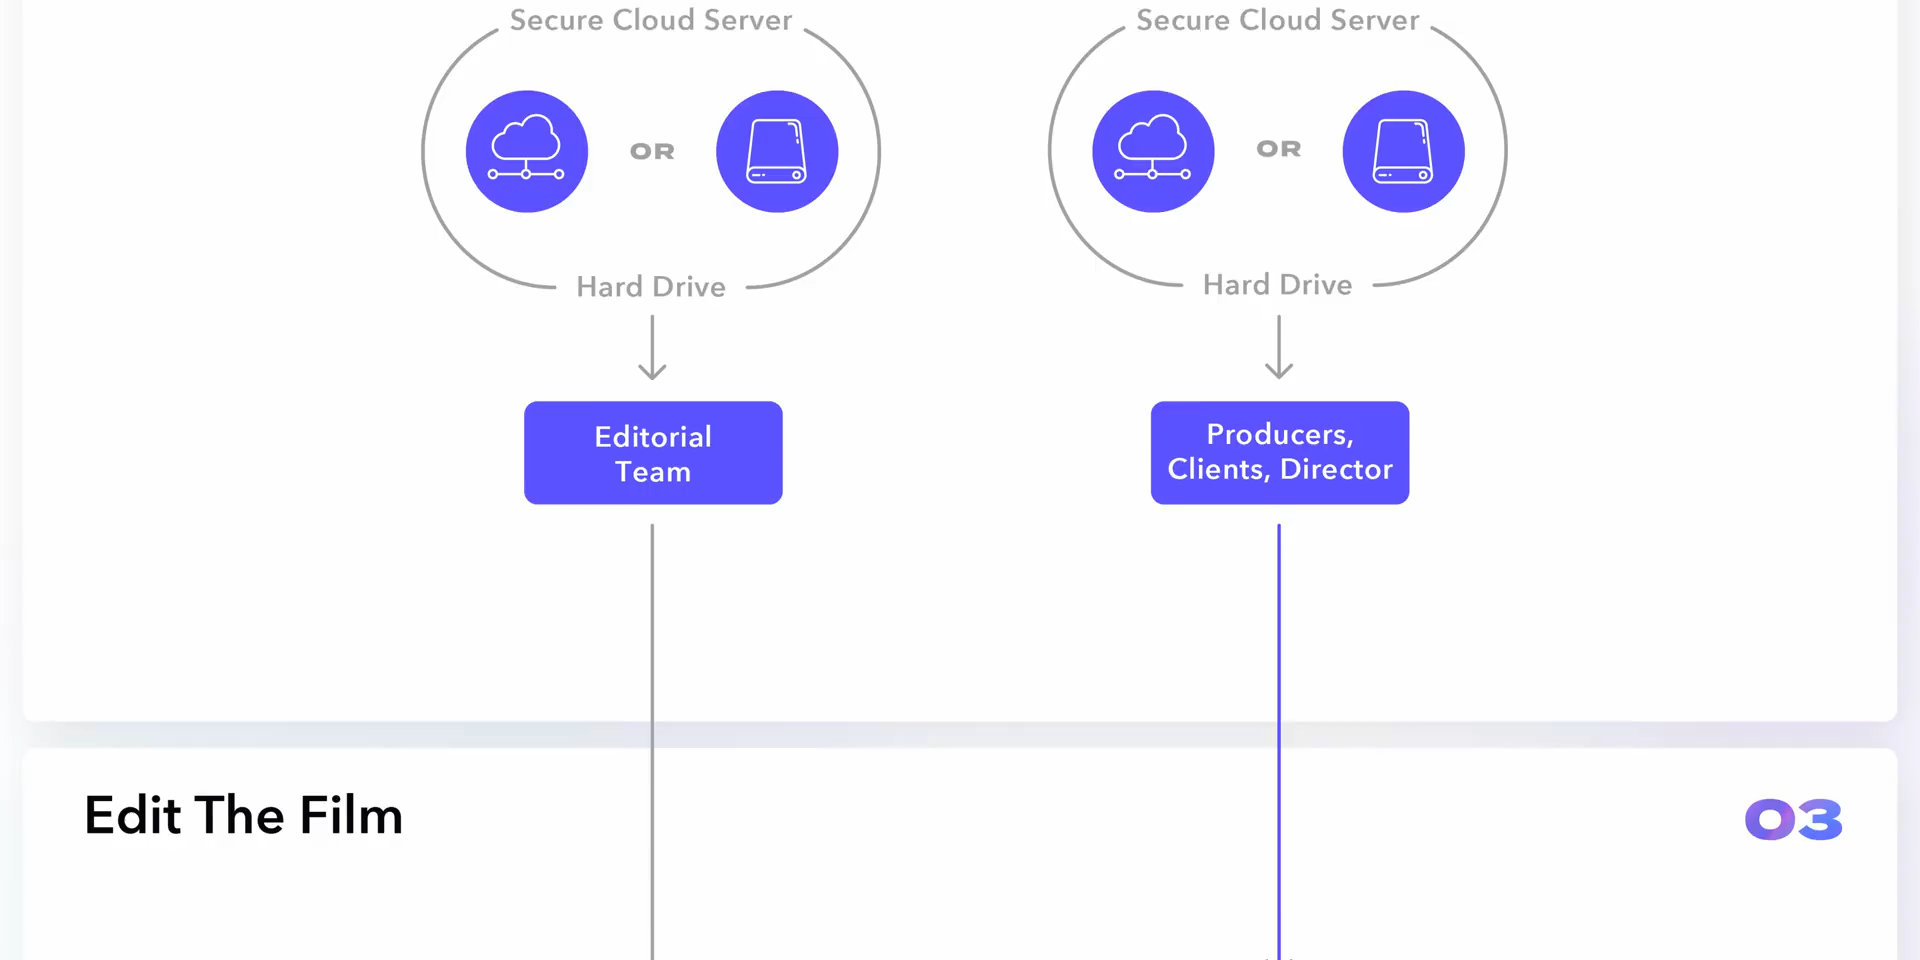 Secure Cloud Server
OR
Hard Drive
Editorial
Team
Secure Cloud Server
OR
Hard Drive
Producers,
Clients, Director
Edit The Film
03